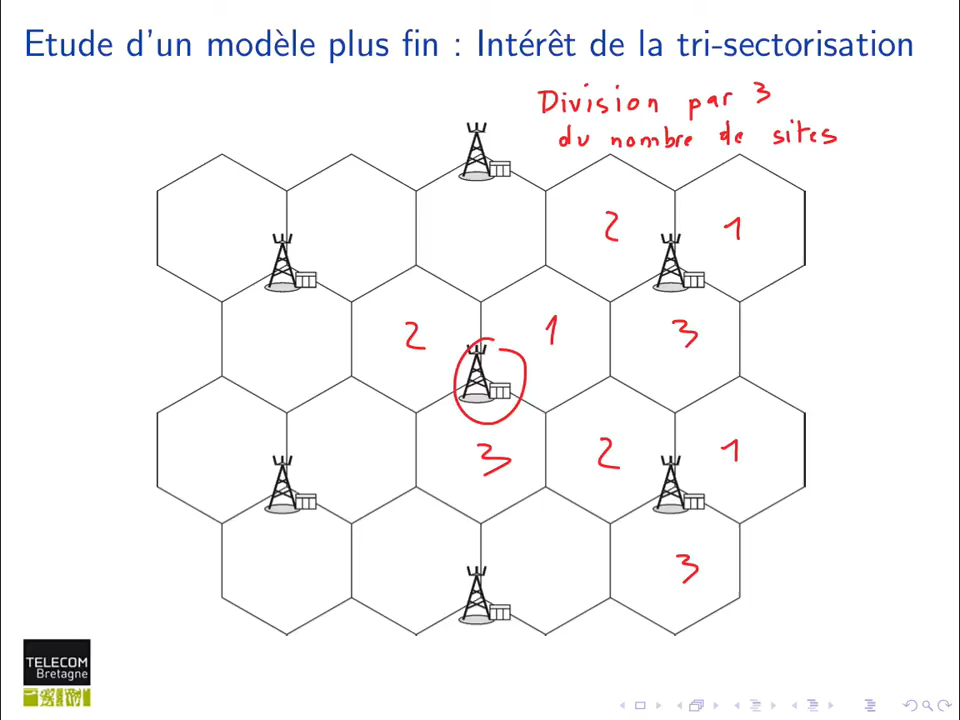 Etude d'un modèle plus fin : Intérêt de la tri-sectorisation
Division par 3
du nombre de sites
2 1
2 1 3
3 2 1
3
TELECOM
Bretagne